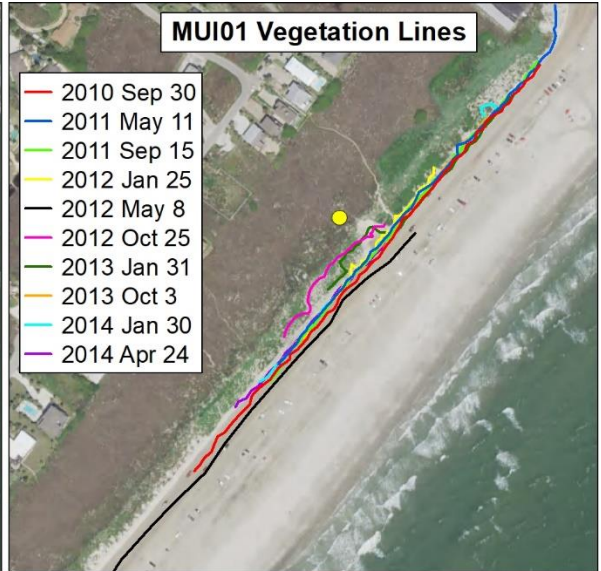 MUI01 Vegetation Lines
2010 Sep 30
2011 May 11
2011 Sep 15
2012 Jan 25
2012 May 8
2012 Oct 25
2013 Jan 31
2013 Oct 3
2014 Jan 30
2014 Apr 24